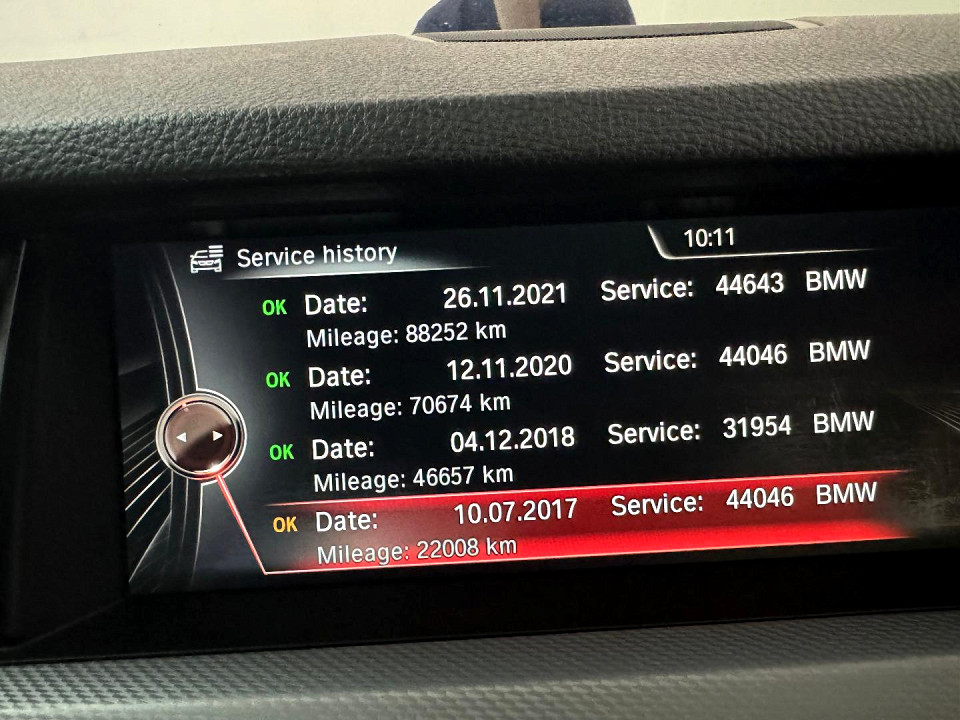 Service history 10:11
OK Date: 26.11.2021 Service: 44643 BMW
Mileage: 88252 km
OK Date: 12.11.2020 Service: 44046 BMW
Mileage: 70674 km
OK Date: 04.12.2018 Service: 31954 BMW
Mileage: 46657 km
OK Date: 10.07.2017 Service: 44046 BMW
Mileage: 22008 km